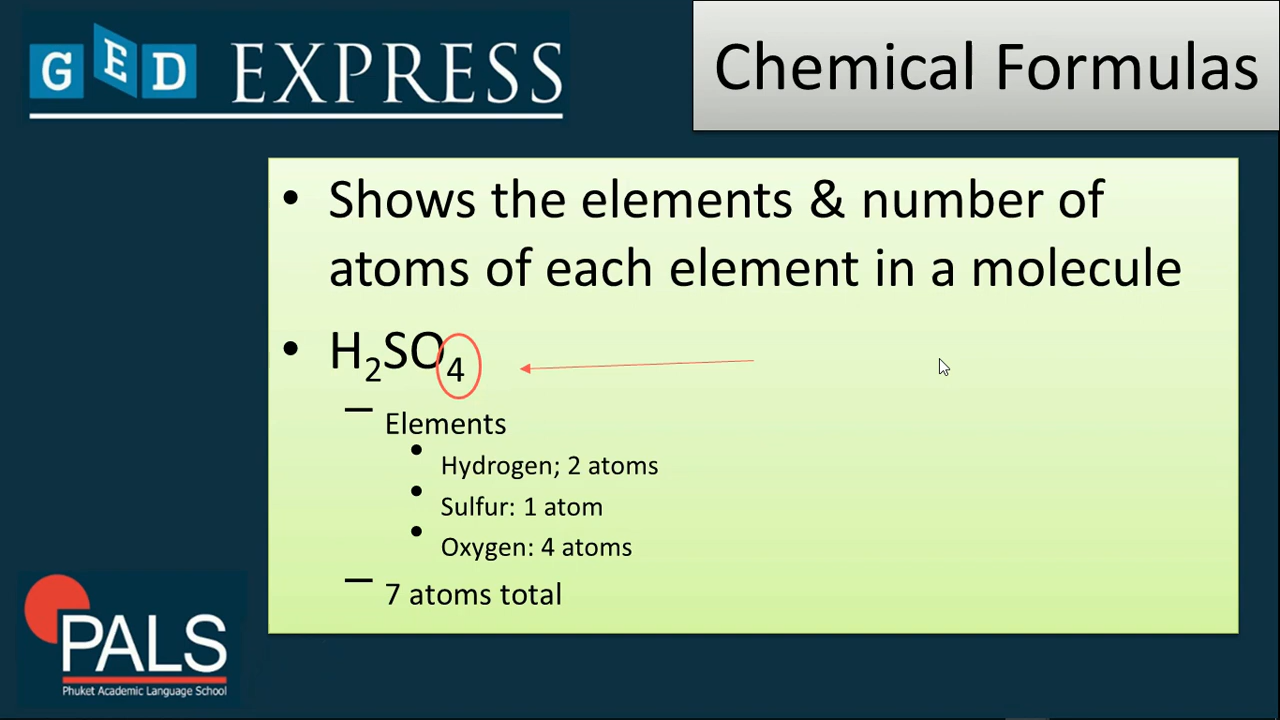 GED EXPRESS
Chemical Formulas
• Shows the elements & number of
atoms of each element in a molecule
• H₂SO₄
– Elements
• Hydrogen; 2 atoms
• Sulfur: 1 atom
• Oxygen: 4 atoms
– 7 atoms total
PALS
Phuket Academic Language School